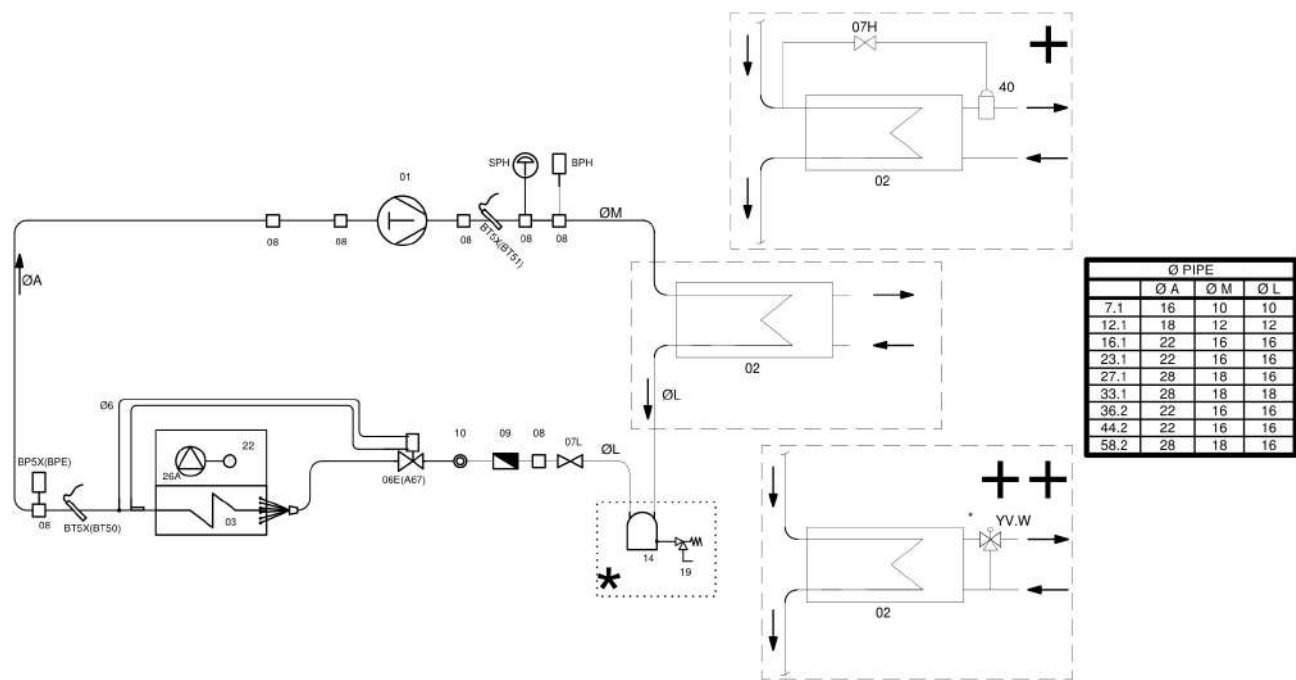 07H
+
40
02
SPH
BPH
01
ØM
08
08
08
BT5X(BT51)
08
08
ØA
02
ØL
Ø PIPE
Ø A Ø M Ø L
7.1 16 10 10
12.1 18 12 12
16.1 22 16 16
23.1 22 16 16
27.1 28 18 16
33.1 28 18 18
36.2 22 16 16
44.2 22 16 16
58.2 28 18 16
Ø6
BP5X(BPE)
08
BT5X(BT50)
26A
22
03
06E(A67)
10
09
08
07L
ØL
14
19
*
++
*
YV.W
02